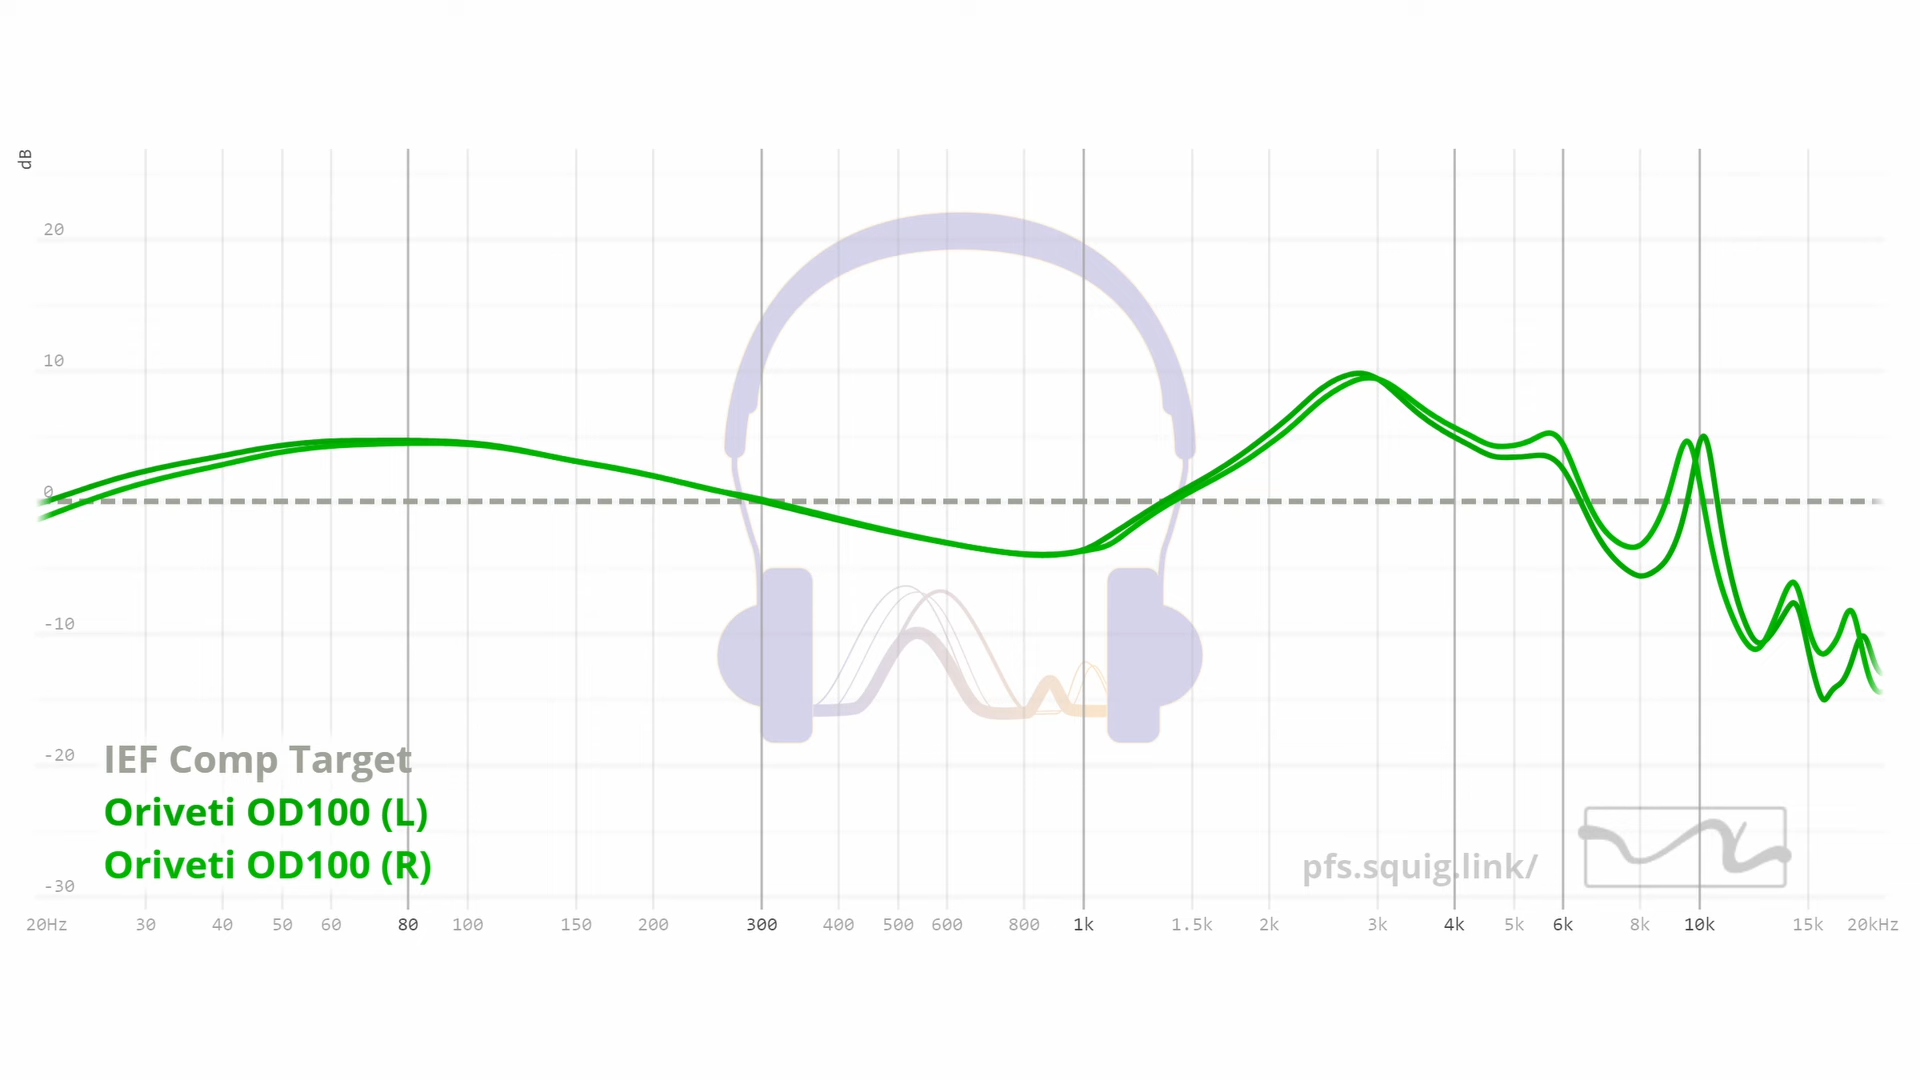 dB
20
10
0
-10
-20
-30
IEF Comp Target
Oriveti OD100 (L)
Oriveti OD100 (R)
pfs.squig.link/
20Hz 30 40 50 60 80 100 150 200 300 400 500 600 800 1k 1.5k 2k 3k 4k 5k 6k 8k 10k 15k 20kHz